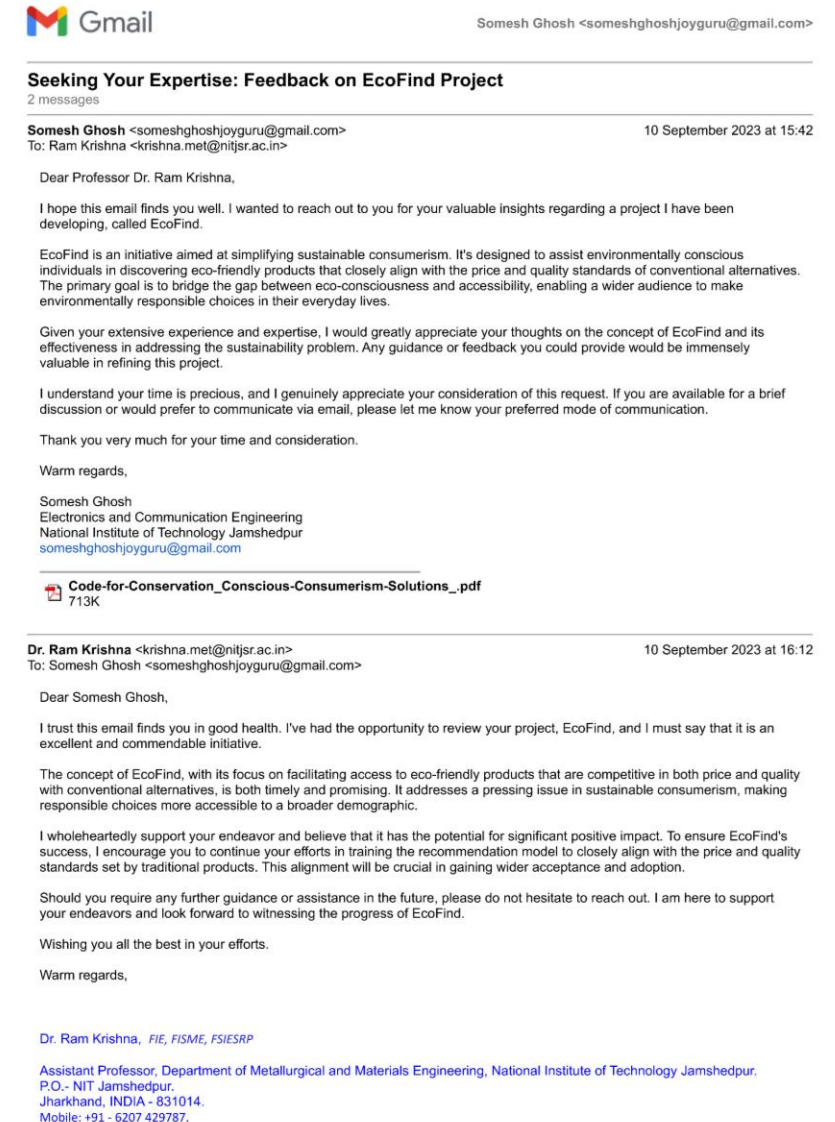 Gmail
Somesh Ghosh <someshghoshjoyguru@gmail.com>
Seeking Your Expertise: Feedback on EcoFind Project
2 messages
Somesh Ghosh <someshghoshjoyguru@gmail.com> 10 September 2023 at 15:42
To: Ram Krishna <krishna.met@nitjsr.ac.in>
Dear Professor Dr. Ram Krishna,
I hope this email finds you well. I wanted to reach out to you for your valuable insights regarding a project I have been
developing, called EcoFind.
EcoFind is an initiative aimed at simplifying sustainable consumerism. It's designed to assist environmentally conscious
individuals in discovering eco-friendly products that closely align with the price and quality standards of conventional alternatives.
The primary goal is to bridge the gap between eco-consciousness and accessibility, enabling a wider audience to make
environmentally responsible choices in their everyday lives.
Given your extensive experience and expertise, I would greatly appreciate your thoughts on the concept of EcoFind and its
effectiveness in addressing the sustainability problem. Any guidance or feedback you could provide would be immensely
valuable in refining this project.
I understand your time is precious, and I genuinely appreciate your consideration of this request. If you are available for a brief
discussion or would prefer to communicate via email, please let me know your preferred mode of communication.
Thank you very much for your time and consideration.
Warm regards,
Somesh Ghosh
Electronics and Communication Engineering
National Institute of Technology Jamshedpur
someshghoshjoyguru@gmail.com
Code-for-Conservation_Conscious-Consumerism-Solutions_.pdf
713K
Dr. Ram Krishna <krishna.met@nitjsr.ac.in> 10 September 2023 at 16:12
To: Somesh Ghosh <someshghoshjoyguru@gmail.com>
Dear Somesh Ghosh,
I trust this email finds you in good health. I've had the opportunity to review your project, EcoFind, and I must say that it is an
excellent and commendable initiative.
The concept of EcoFind, with its focus on facilitating access to eco-friendly products that are competitive in both price and quality
with conventional alternatives, is both timely and promising. It addresses a pressing issue in sustainable consumerism, making
responsible choices more accessible to a broader demographic.
I wholeheartedly support your endeavor and believe that it has the potential for significant positive impact. To ensure EcoFind's
success, I encourage you to continue your efforts in training the recommendation model to closely align with the price and quality
standards set by traditional products. This alignment will be crucial in gaining wider acceptance and adoption.
Should you require any further guidance or assistance in the future, please do not hesitate to reach out. I am here to support
your endeavors and look forward to witnessing the progress of EcoFind.
Wishing you all the best in your efforts.
Warm regards,
Dr. Ram Krishna, FIE, FISME, FSIESRP
Assistant Professor, Department of Metallurgical and Materials Engineering, National Institute of Technology Jamshedpur.
P.O.- NIT Jamshedpur.
Jharkhand, INDIA - 831014.
Mobile: +91 - 6207 429787.